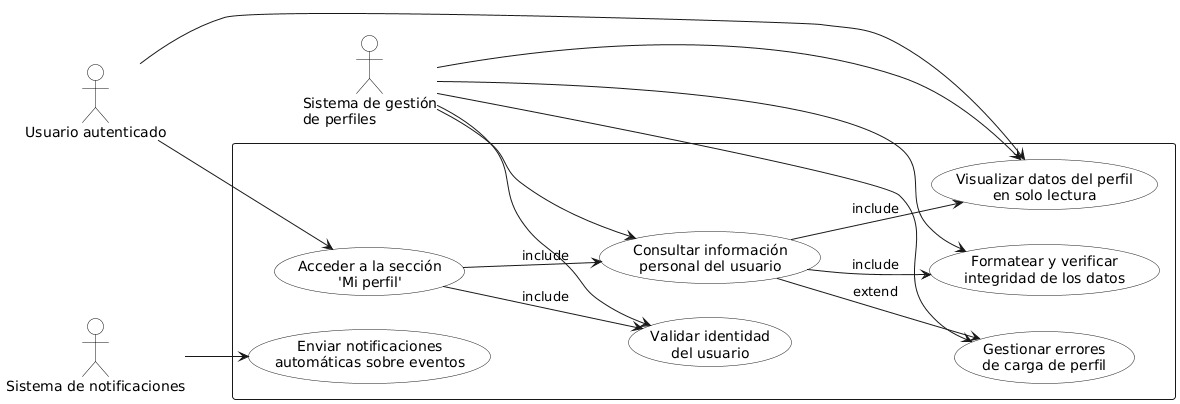 Sistema de gestión
de perfiles
Usuario autenticado
Visualizar datos del perfil
en solo lectura
include
Consultar información
personal del usuario
include
Acceder a la sección
'Mi perfil'
include
Formatear y verificar
integridad de los datos
include
extend
Validar identidad
del usuario
Enviar notificaciones
automáticas sobre eventos
Gestionar errores
de carga de perfil
Sistema de notificaciones